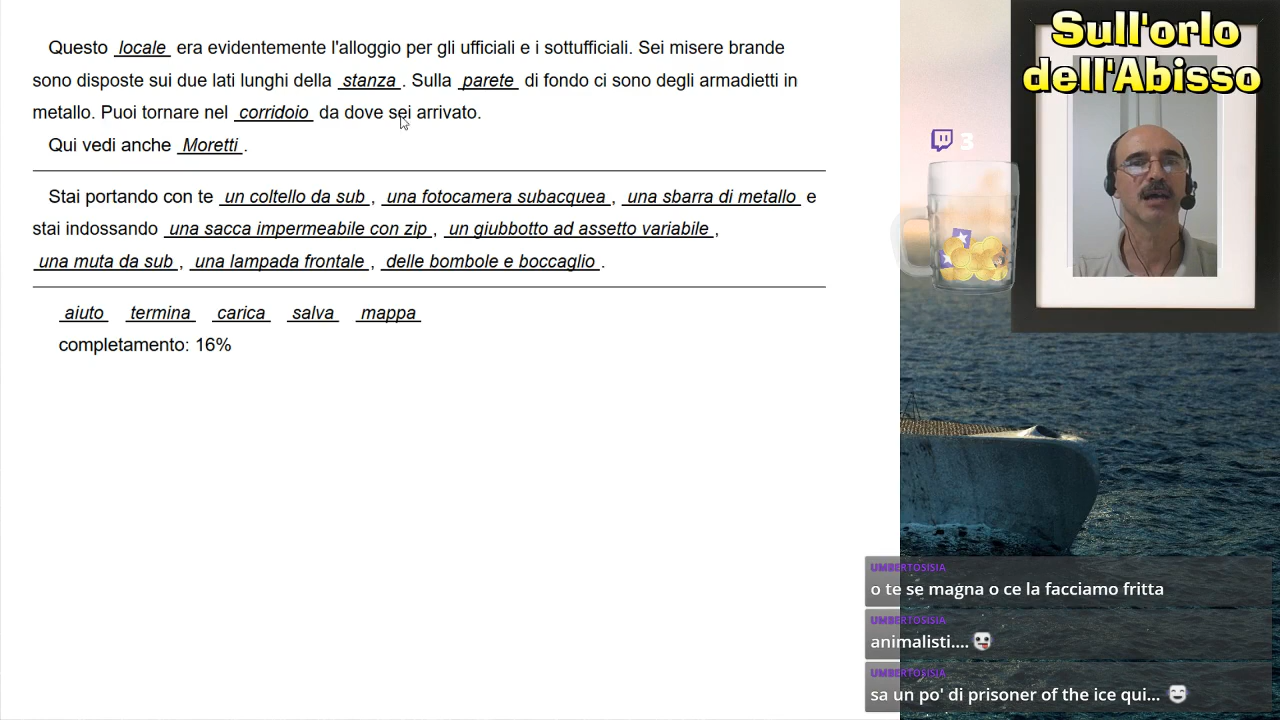 Questo locale era evidentemente l'alloggio per gli ufficiali e i sottufficiali. Sei misere brande
sono disposte sui due lati lunghi della stanza. Sulla parete di fondo ci sono degli armadietti in
metallo. Puoi tornare nel corridoio da dove sei arrivato.
Qui vedi anche Moretti.
Stai portando con te un coltello da sub, una fotocamera subacquea, una sbarra di metallo e
stai indossando una sacca impermeabile con zip, un giubbotto ad assetto variabile,
una muta da sub, una lampada frontale, delle bombole e boccaglio.
aiuto termina carica salva mappa
completamento: 16%
Sull'orlo
dell'Abisso
3
UMBERTOSISIA
o te se magna o ce la facciamo fritta
UMBERTOSISIA
animalisti....
UMBERTOSISIA
sa un po' di prisoner of the ice qui...